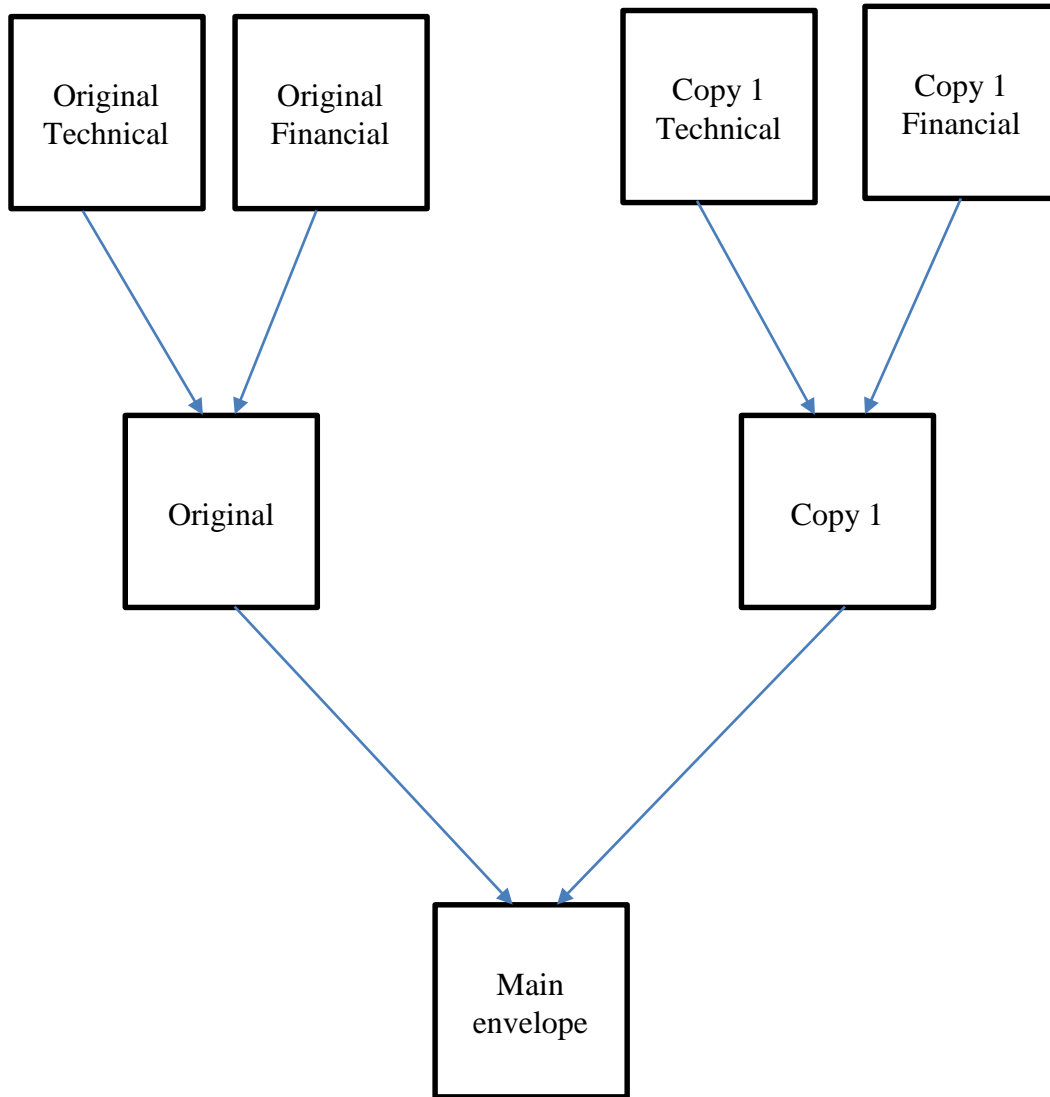 Original
Technical
Original
Financial
Copy 1
Technical
Copy 1
Financial
Original
Copy 1
Main
envelope